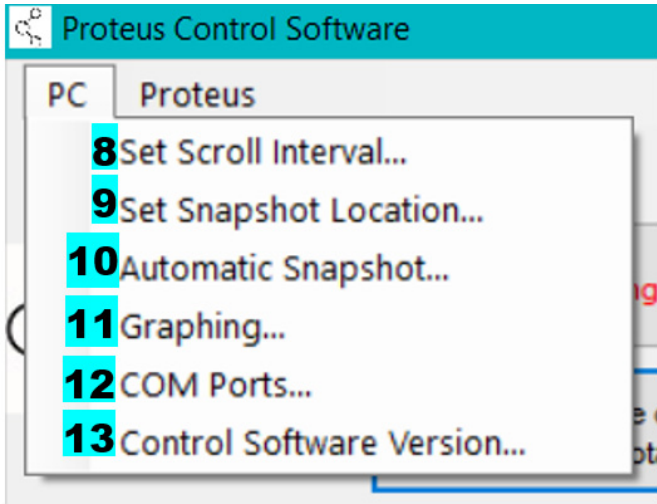 Proteus Control Software
PC Proteus
8 Set Scroll Interval...
9 Set Snapshot Location...
10 Automatic Snapshot...
11 Graphing...
12 COM Ports...
13 Control Software Version...